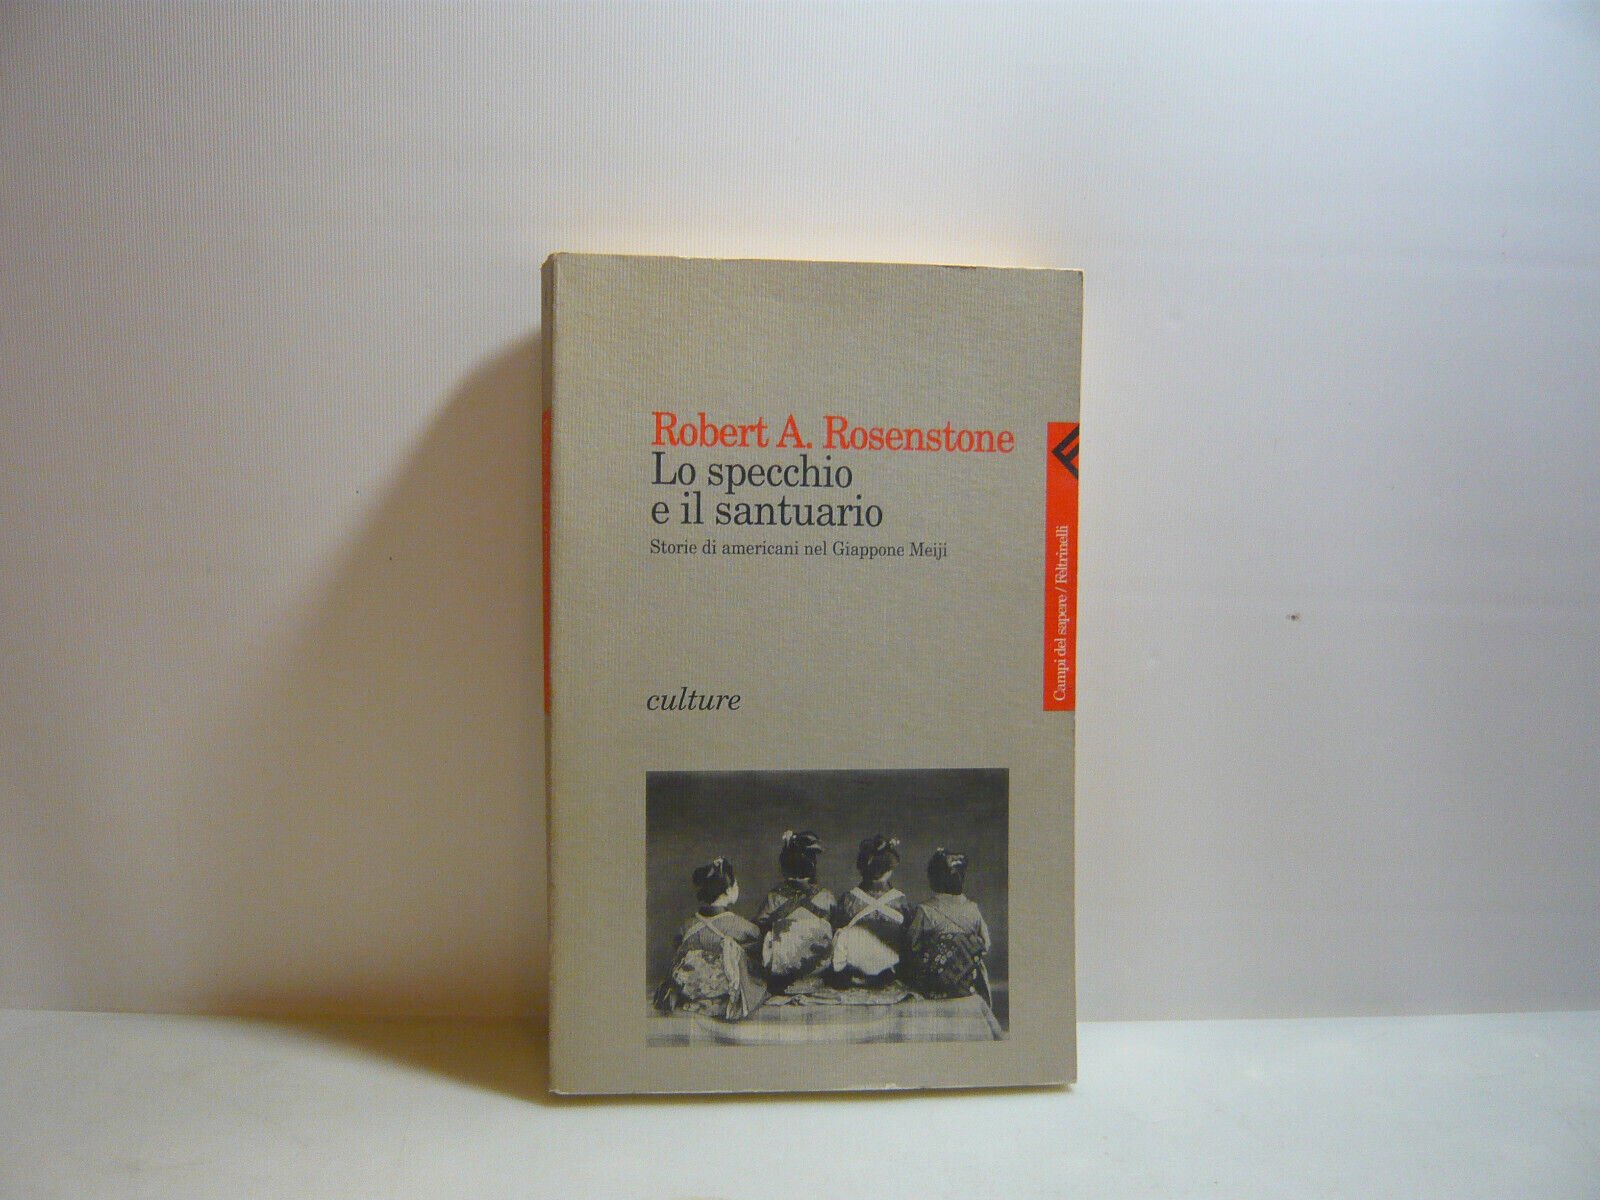 Robert A. Rosenstone
Lo specchio
e il santuario
Storie di americani nel Giappone Meiji
Campi del sapere / Feltrinelli
culture